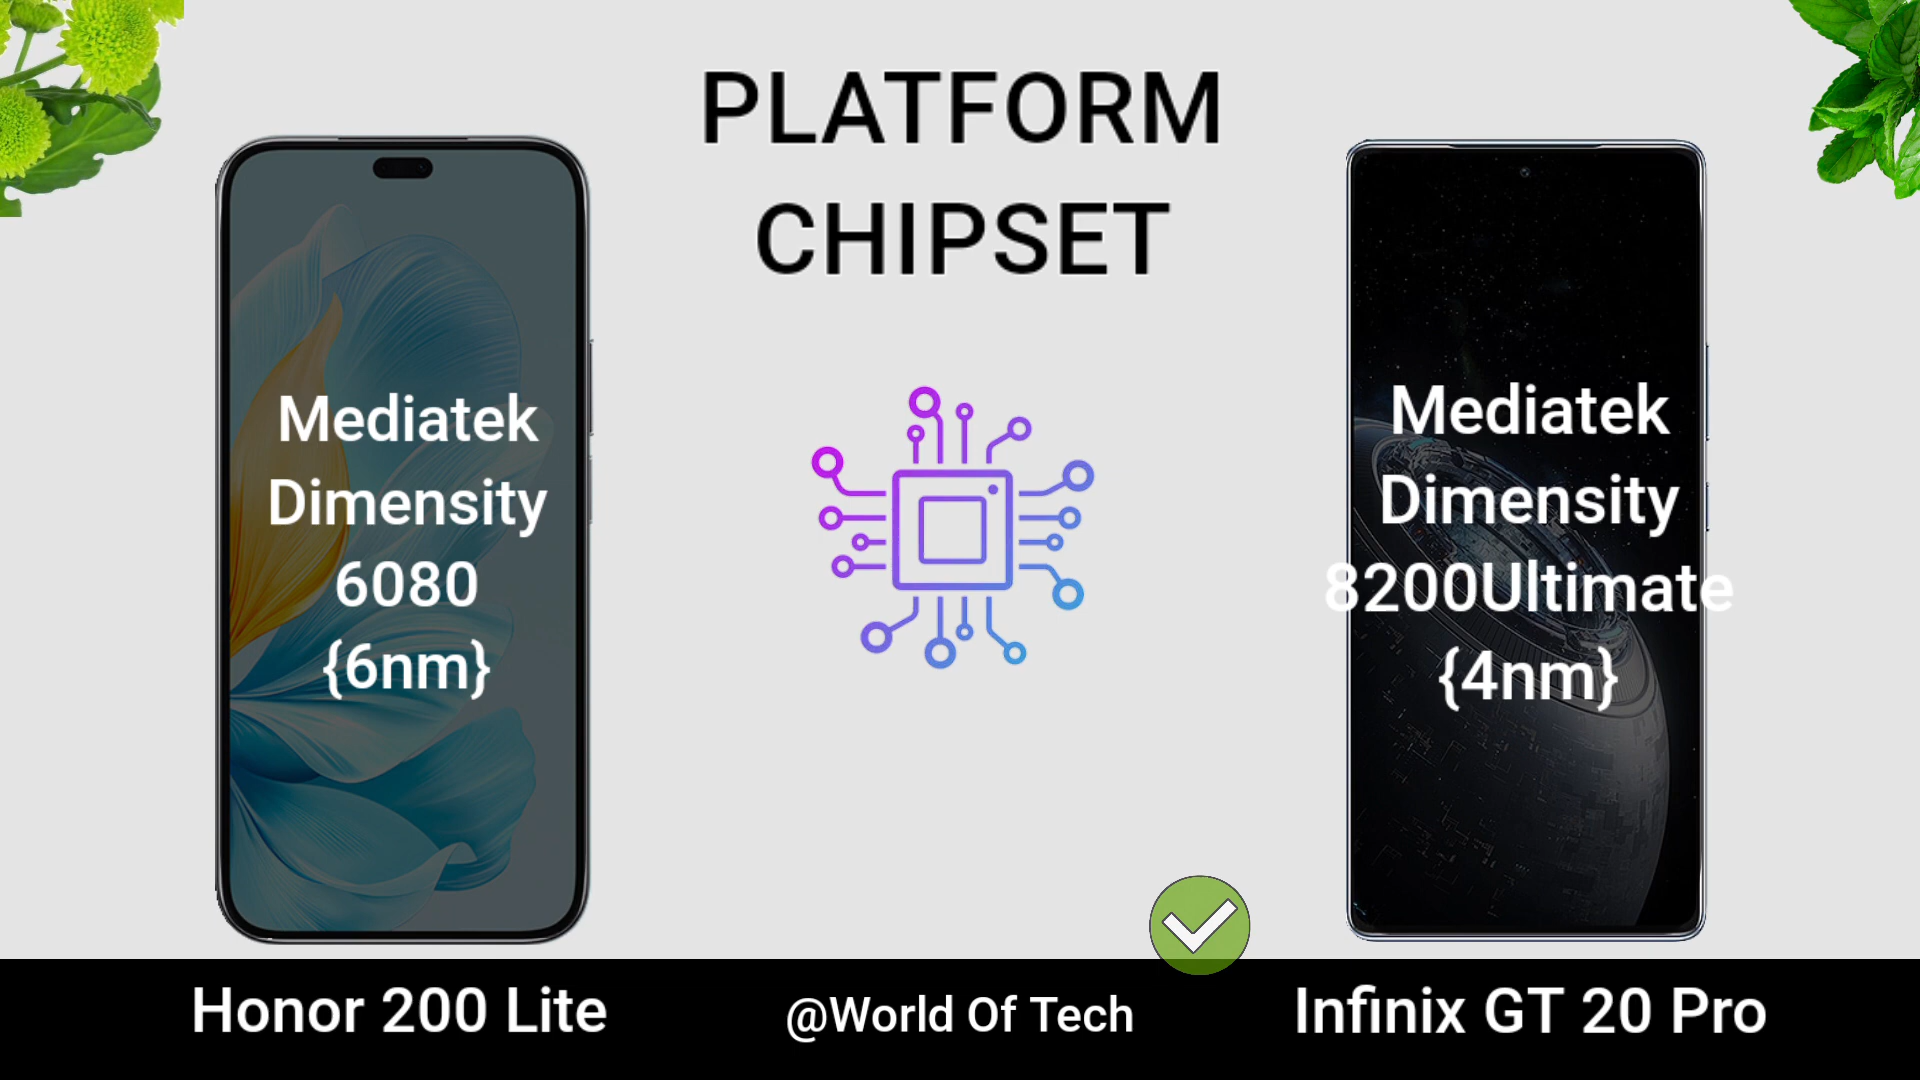 PLATFORM
CHIPSET
Mediatek
Dimensity
6080
{6nm}
Mediatek
Dimensity
8200Ultimate
{4nm}
Honor 200 Lite
@World Of Tech
Infinix GT 20 Pro